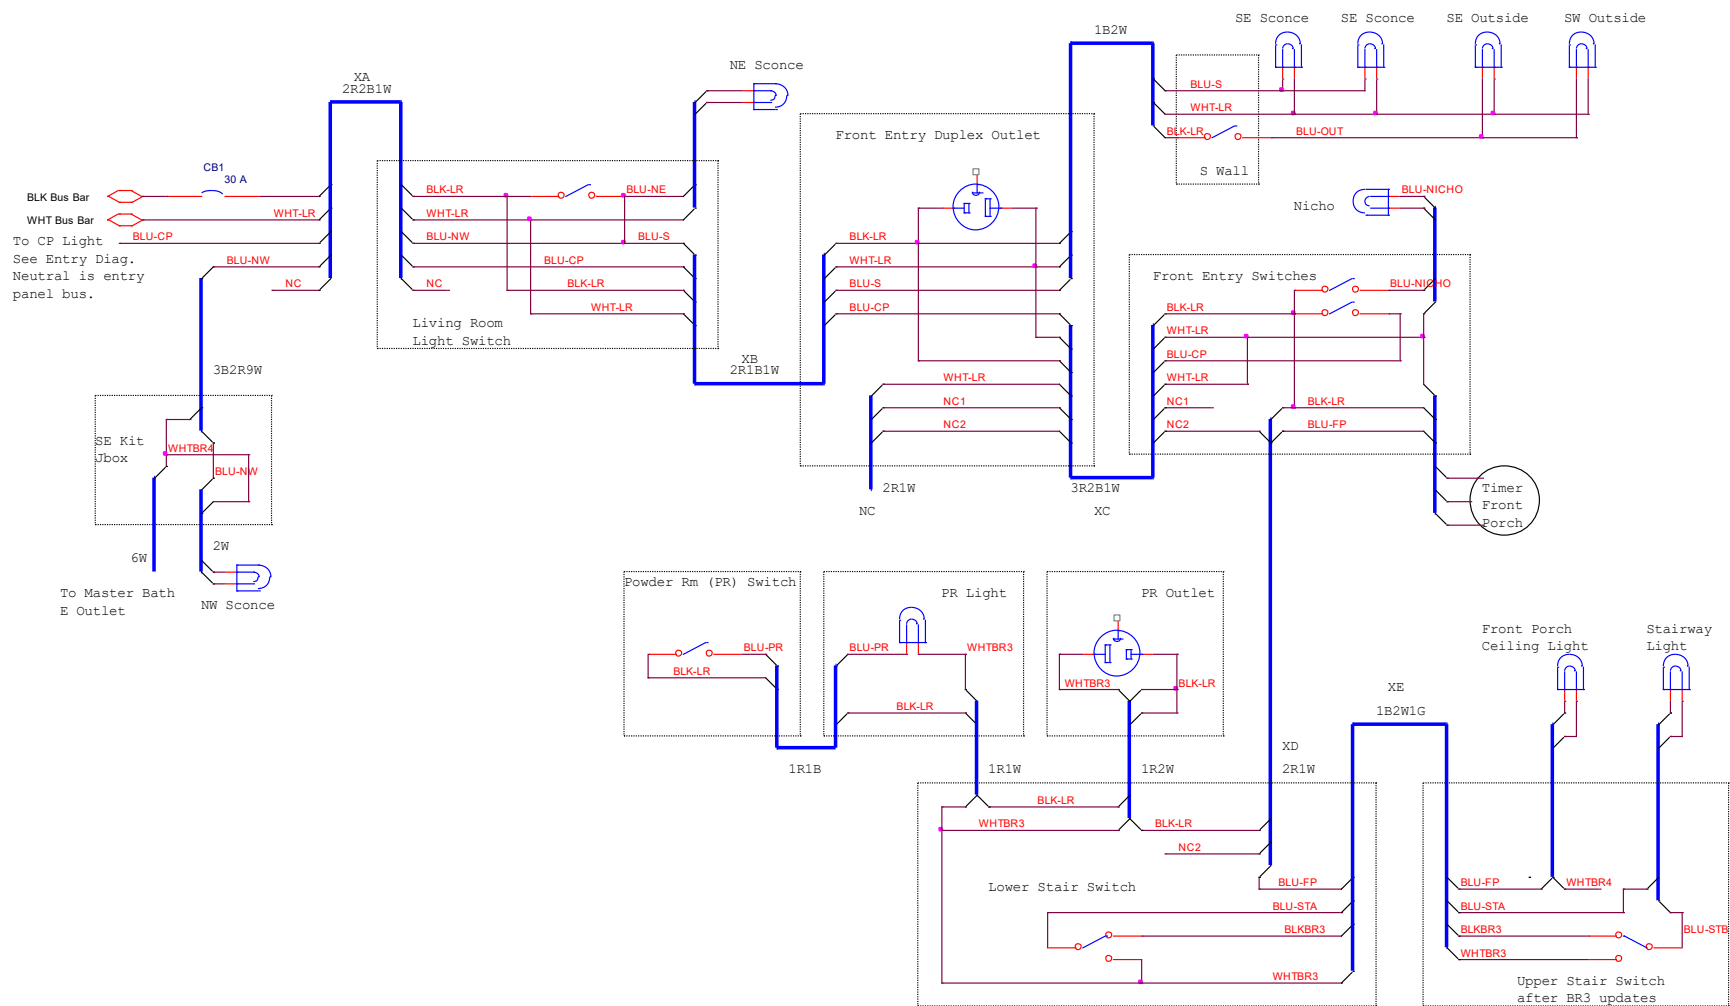 1B2W
SE Sconce
SE Sconce
SE Outside
SW Outside
NE Sconce
XA
2R2B1W
BLU-S
WHT-LR
BLK-LR
BLU-OUT
S Wall
Front Entry Duplex Outlet
CB1
30 A
BLK Bus Bar
WHT Bus Bar
WHT-LR
To CP Light
See Entry Diag.
Neutral is entry
panel bus.
BLU-CP
BLU-NW
NC
BLK-LR
BLU-NE
WHT-LR
BLU-NW
BLU-S
BLU-CP
NC
BLK-LR
WHT-LR
Living Room
Light Switch
BLK-LR
WHT-LR
BLU-S
BLU-CP
Nicho
BLU-NICHO
Front Entry Switches
BLU-NICHO
BLK-LR
WHT-LR
BLU-CP
WHT-LR
NC1
NC2
BLK-LR
BLU-FP
XB
2R1B1W
WHT-LR
NC1
NC2
2R1W
NC
3R2B1W
XC
Timer
Front
Porch
3B2R9W
SE Kit
Jbox
WHTBR4
BLU-NW
6W
2W
To Master Bath
E Outlet
NW Sconce
Powder Rm (PR) Switch
BLU-PR
BLK-LR
PR Light
BLU-PR
WHTBR3
BLK-LR
PR Outlet
WHTBR3
BLK-LR
1R1B
1R1W
1R2W
XD
2R1W
XE
1B2W1G
Front Porch
Ceiling Light
Stairway
Light
BLK-LR
WHTBR3
BLK-LR
NC2
Lower Stair Switch
BLU-FP
BLU-STA
BLKBR3
WHTBR3
BLU-FP
WHTBR4
BLU-STA
BLKBR3
BLU-STB
WHTBR3
Upper Stair Switch
after BR3 updates